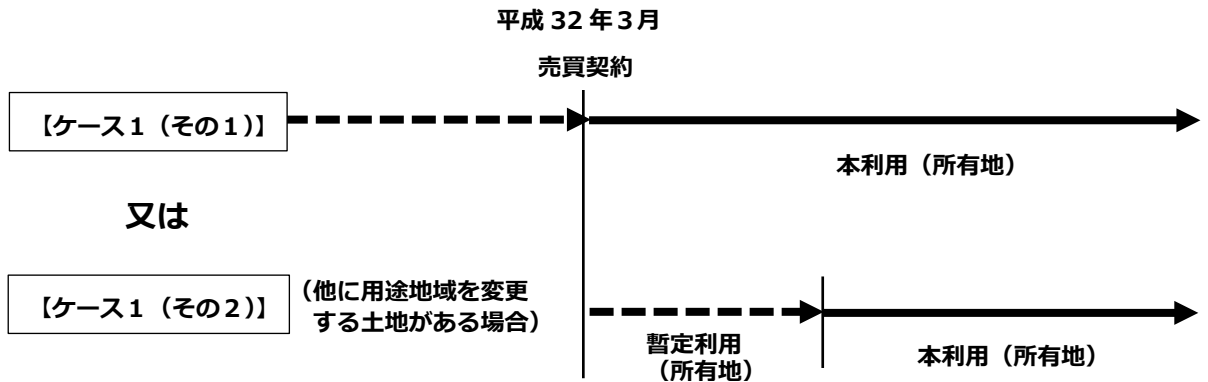 平成 32 年３月
売買契約
【ケース１（その１）】
本利用（所有地）
又は
【ケース１（その２）】
（他に用途地域を変更
する土地がある場合）
暫定利用
（所有地）
本利用（所有地）